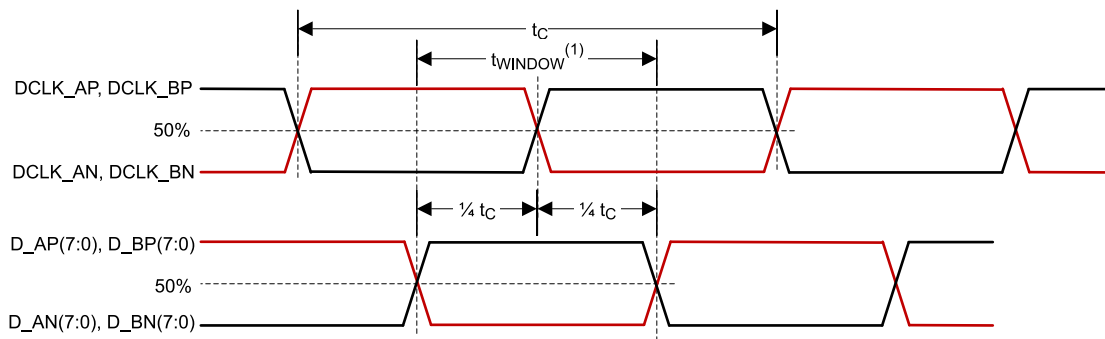 t_C
t_WINDOW^(1)
DCLK_AP, DCLK_BP
50%
DCLK_AN, DCLK_BN
¼ t_C ¼ t_C
D_AP(7:0), D_BP(7:0)
50%
D_AN(7:0), D_BN(7:0)